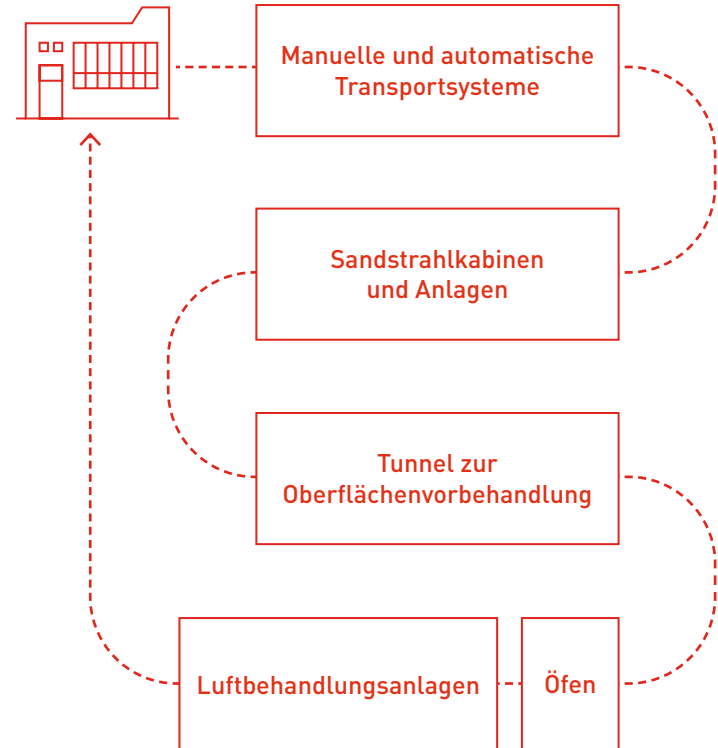 Manuelle und automatische
Transportsysteme
Sandstrahlkabinen
und Anlagen
Tunnel zur
Oberflächenvorbehandlung
Luftbehandlungsanlagen
Öfen